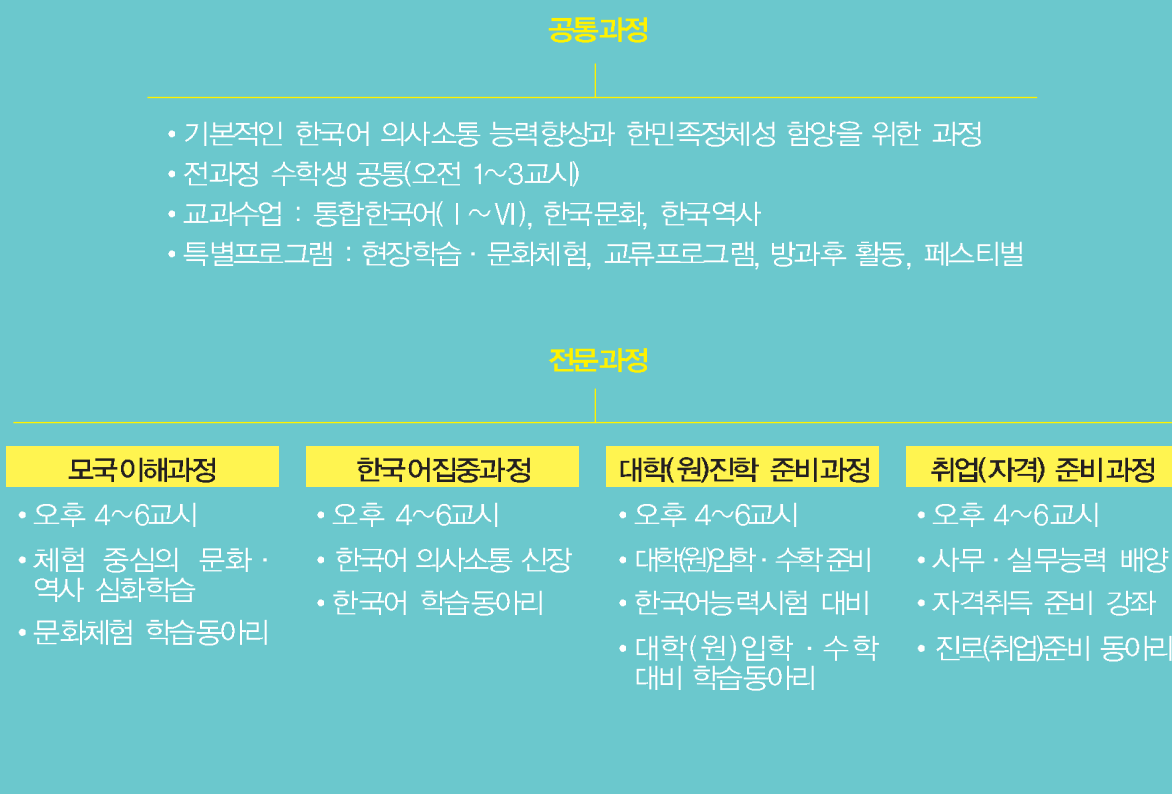 공통과정
• 기본적인 한국어 의사소통 능력향상과 한민족정체성 함양을 위한 과정
• 전과정 수학생 공통(오전 1~3교시)
• 교과수업 : 통합한국어(Ⅰ~Ⅵ), 한국문화, 한국역사
• 특별프로그램 : 현장학습 · 문화체험, 교류프로그램, 방과후 활동, 페스티벌
전문과정
모국이해과정
• 오후 4~6교시
• 체험 중심의 문화 ·
역사 심화학습
• 문화체험 학습동아리
한국어집중과정
• 오후 4~6교시
• 한국어 의사소통 신장
• 한국어 학습동아리
대학(원)진학 준비과정
• 오후 4~6교시
• 대학(원)입학 · 수학 준비
• 한국어능력시험 대비
• 대학(원)입학 · 수학
대비 학습동아리
취업(자격) 준비과정
• 오후 4~6교시
• 사무 · 실무능력 배양
• 자격취득 준비 강좌
• 진로(취업)준비 동아리